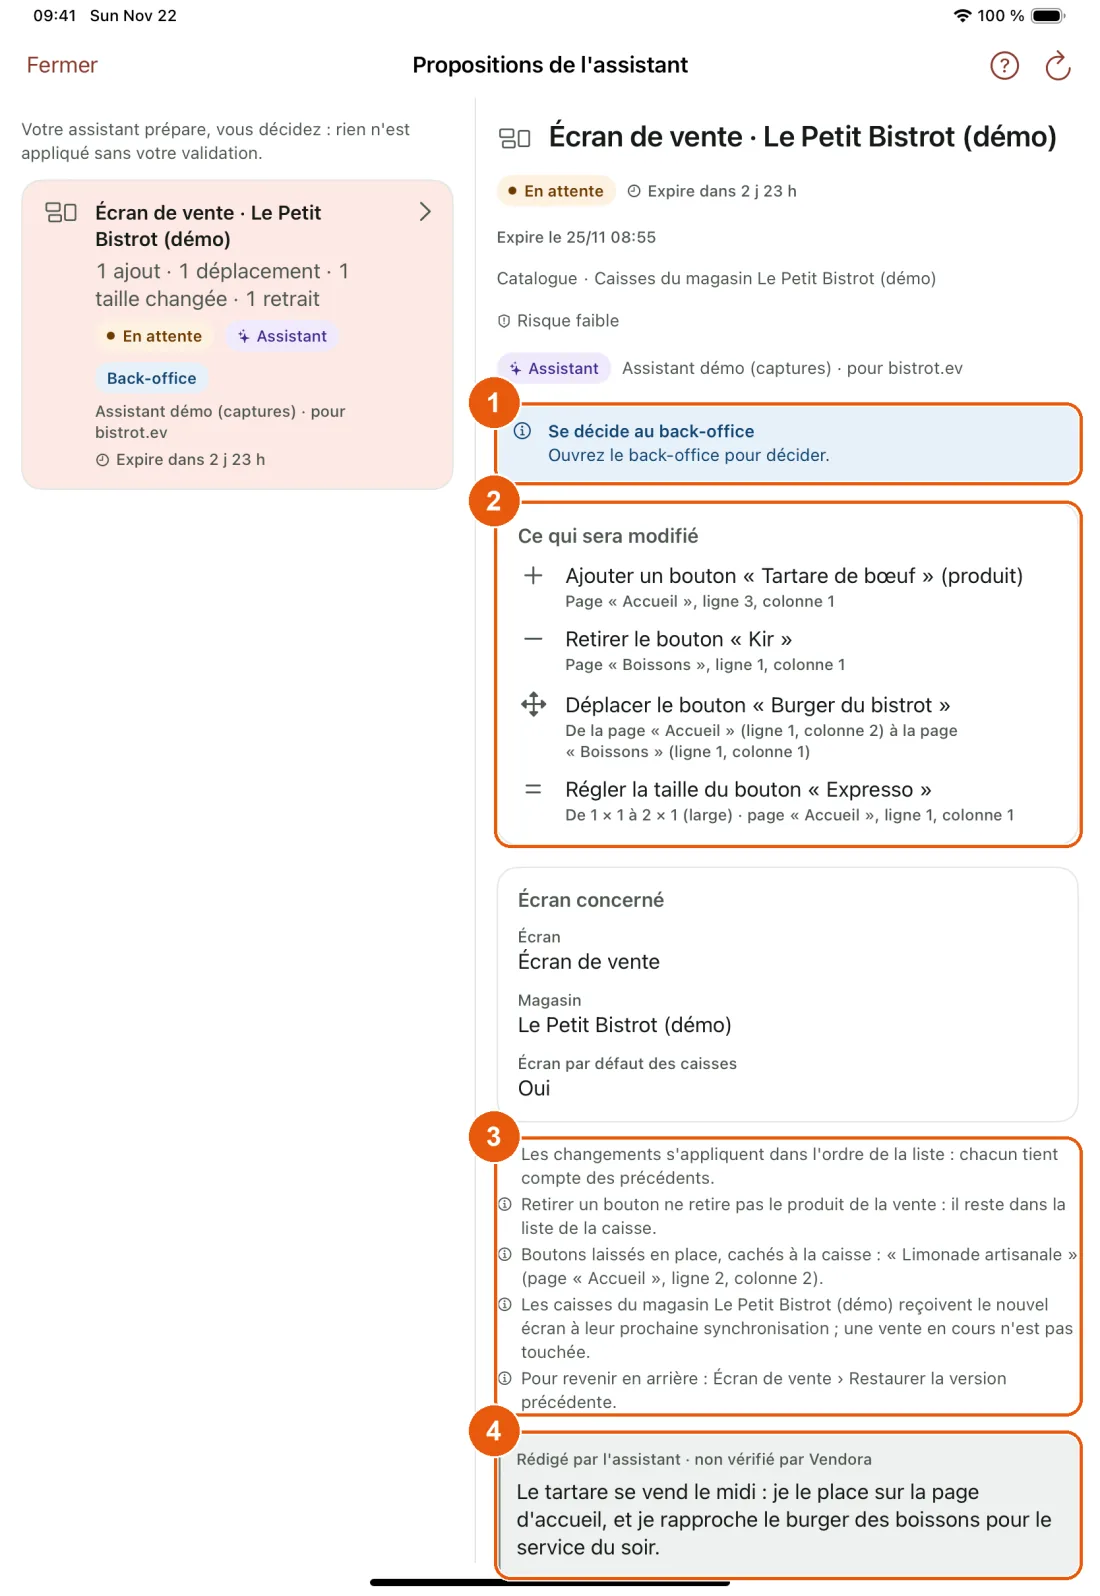 09:41 Sun Nov 22
100 %
Fermer
Propositions de l'assistant
?
Votre assistant prépare, vous décidez : rien n'est
appliqué sans votre validation.
Écran de vente · Le Petit
Bistrot (démo)
1 ajout · 1 déplacement · 1
taille changée · 1 retrait
En attente
Assistant
Back-office
Assistant démo (captures) · pour
bistrot.ev
Expire dans 2 j 23 h
Écran de vente · Le Petit Bistrot (démo)
En attente
Expire dans 2 j 23 h
Expire le 25/11 08:55
Catalogue · Caisses du magasin Le Petit Bistrot (démo)
Risque faible
Assistant
Assistant démo (captures) · pour bistrot.ev
1
Se décide au back-office
Ouvrez le back-office pour décider.
2
Ce qui sera modifié
Ajouter un bouton « Tartare de bœuf » (produit)
Page « Accueil », ligne 3, colonne 1
Retirer le bouton « Kir »
Page « Boissons », ligne 1, colonne 1
Déplacer le bouton « Burger du bistrot »
De la page « Accueil » (ligne 1, colonne 2) à la page
« Boissons » (ligne 1, colonne 1)
Régler la taille du bouton « Expresso »
De 1 × 1 à 2 × 1 (large) · page « Accueil », ligne 1, colonne 1
Écran concerné
Écran
Écran de vente
Magasin
Le Petit Bistrot (démo)
Écran par défaut des caisses
Oui
3
Les changements s'appliquent dans l'ordre de la liste : chacun tient
compte des précédents.
Retirer un bouton ne retire pas le produit de la vente : il reste dans la
liste de la caisse.
Boutons laissés en place, cachés à la caisse : « Limonade artisanale »
(page « Accueil », ligne 2, colonne 2).
Les caisses du magasin Le Petit Bistrot (démo) reçoivent le nouvel
écran à leur prochaine synchronisation ; une vente en cours n'est pas
touchée.
Pour revenir en arrière : Écran de vente › Restaurer la version
précédente.
4
Rédigé par l'assistant · non vérifié par Vendora
Le tartare se vend le midi : je le place sur la page
d'accueil, et je rapproche le burger des boissons pour le
service du soir.